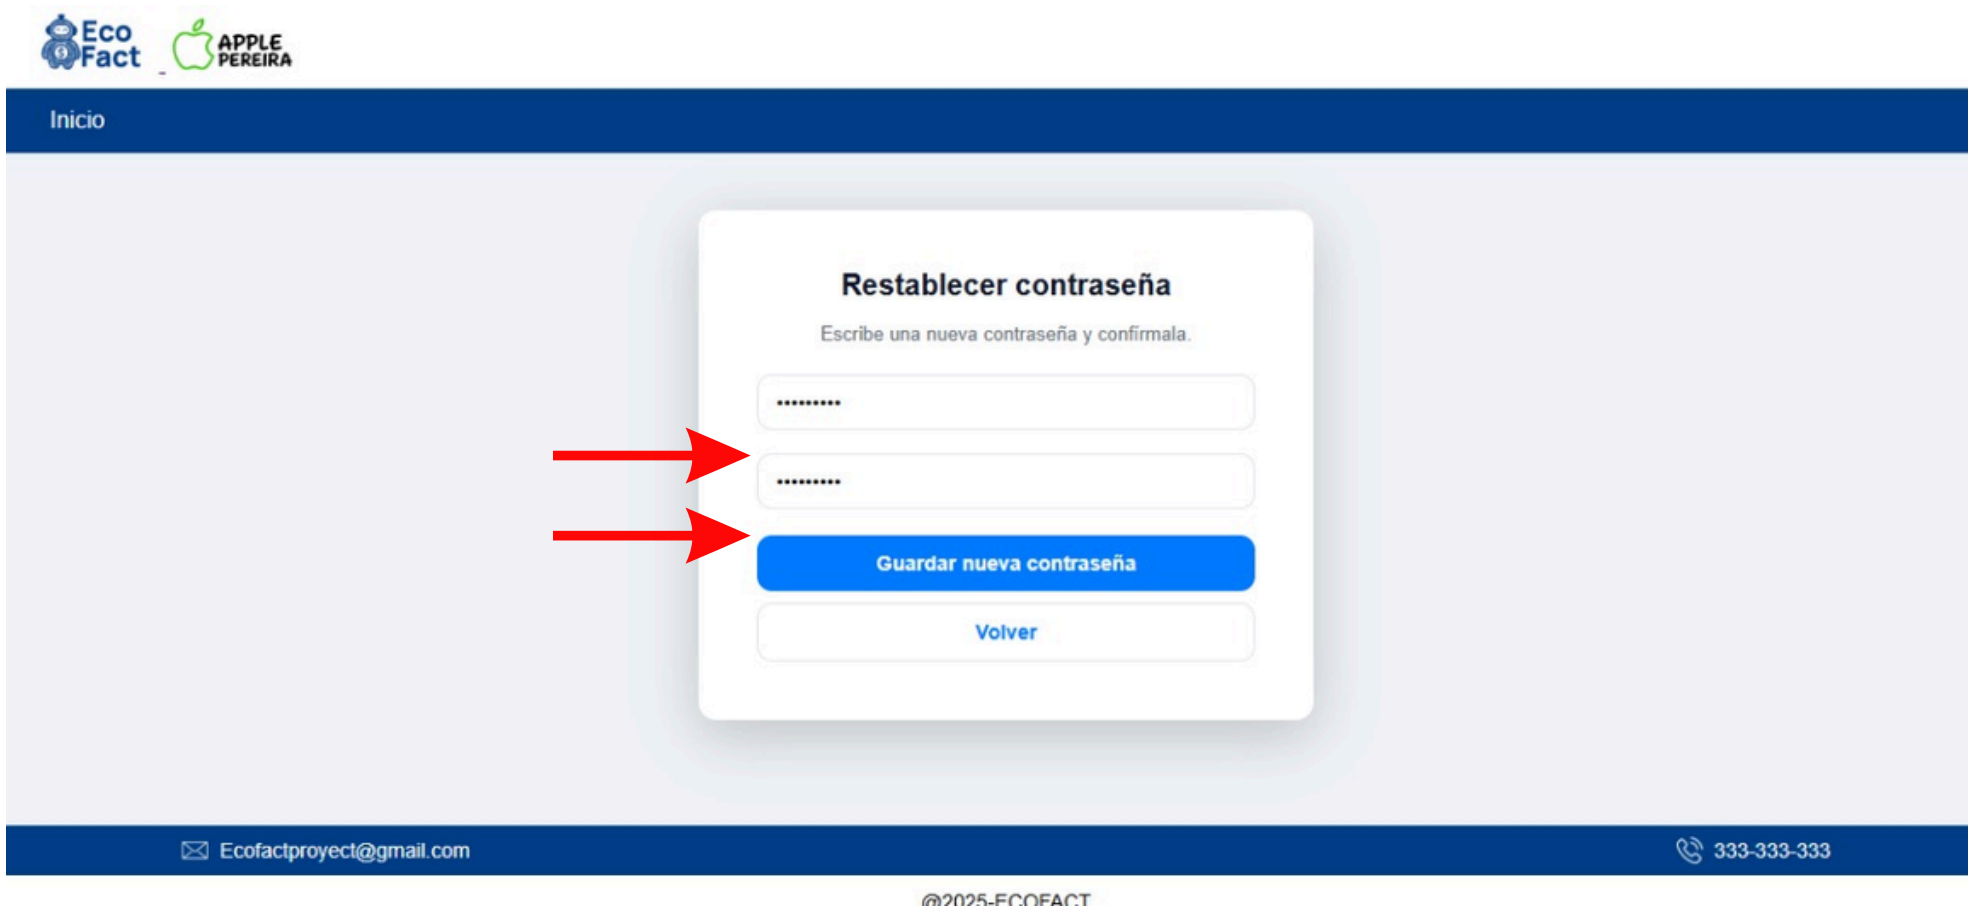 Eco
Fact
APPLE
PEREIRA
Inicio
Restablecer contraseña
Escribe una nueva contraseña y confírmala.
•••••••••
•••••••••
Guardar nueva contraseña
Volver
Ecofactproyect@gmail.com
333-333-333
@2025-ECOFACT